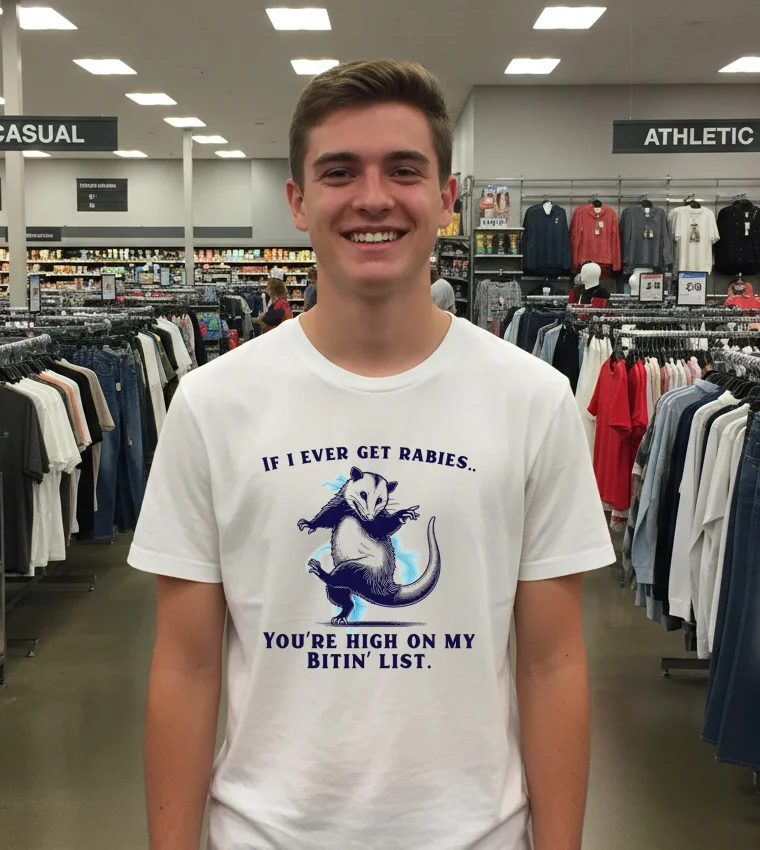 CASUAL
ATHLETIC
IF I EVER GET RABIES..
YOU'RE HIGH ON MY
BITIN' LIST.